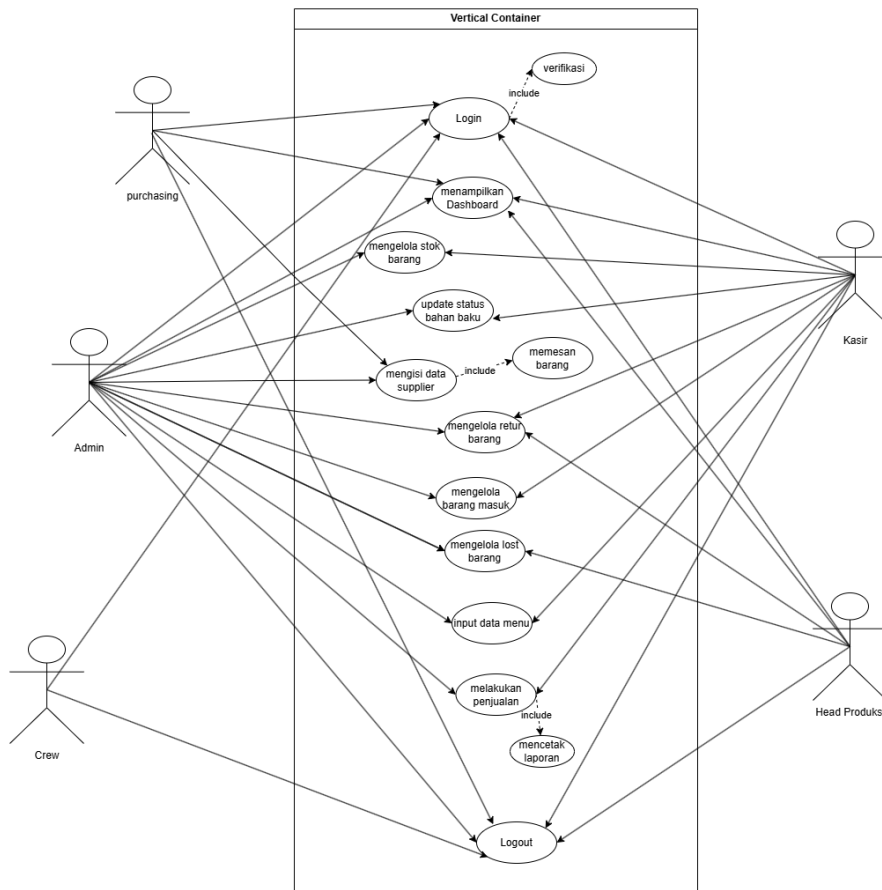 Vertical Container
verifikasi
include
Login
purchasing
menampilkan
Dashboard
mengelola stok
barang
update status
bahan baku
Kasir
memesan
barang
include
mengisi data
supplier
Admin
mengelola retur
barang
mengelola
barang masuk
mengelola lost
barang
input data menu
melakukan
penjualan
include
Head Produks
mencetak
laporan
Crew
Logout